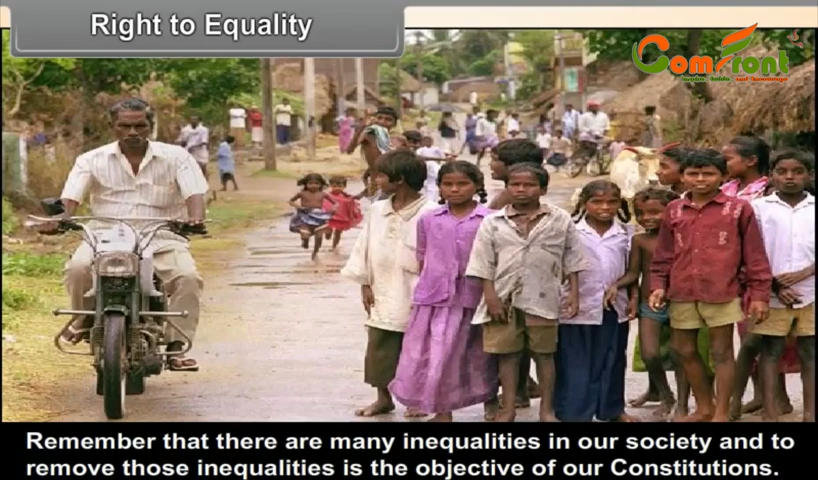 Right to Equality
Comfront
Remember that there are many inequalities in our society and to
remove those inequalities is the objective of our Constitutions.